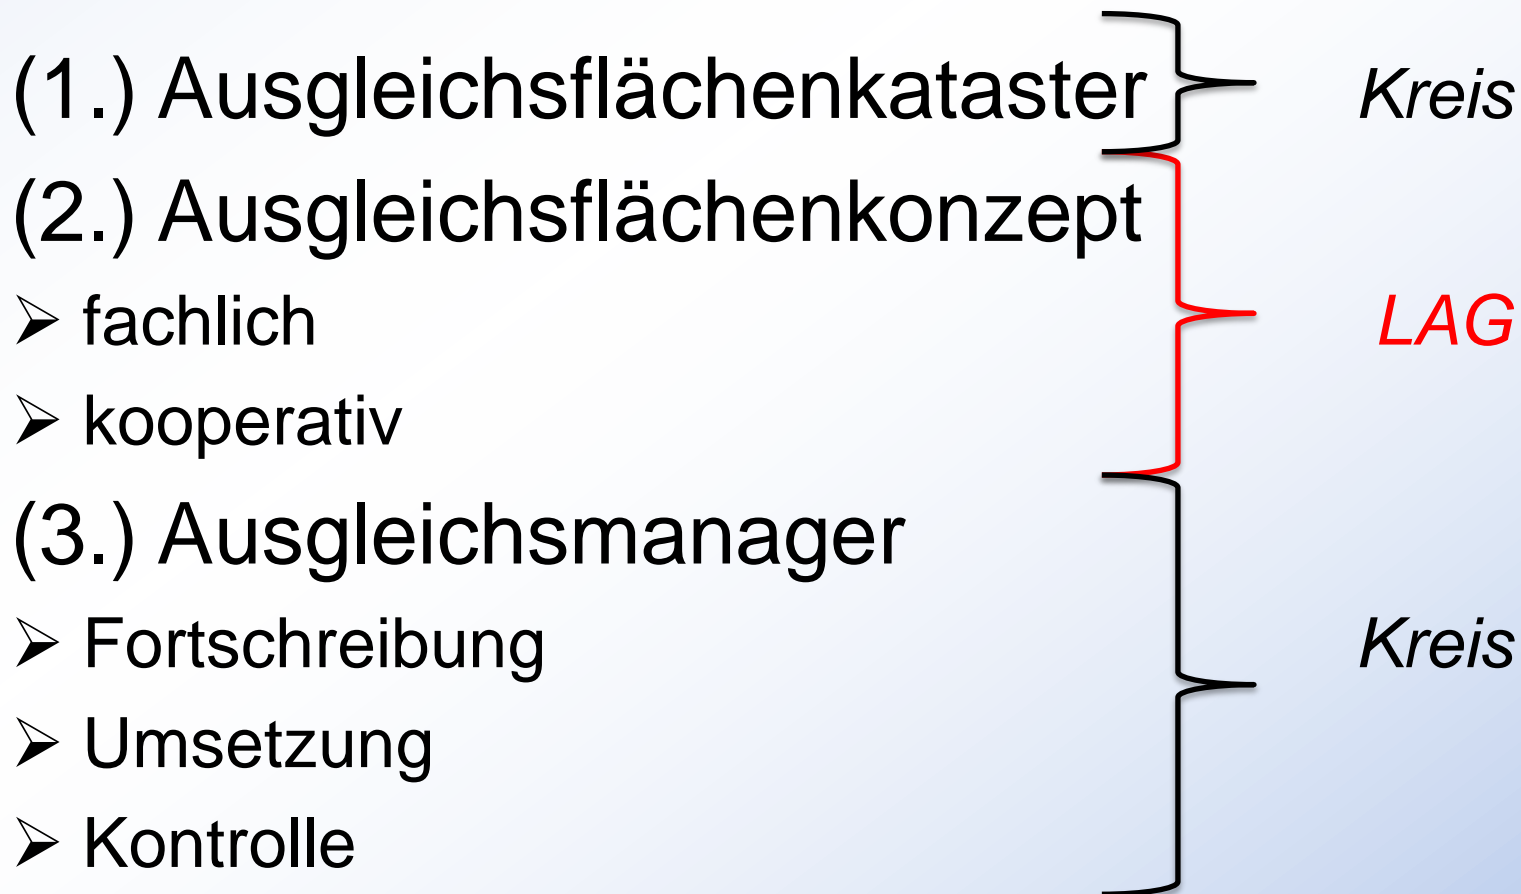 (1.) Ausgleichsflächenkataster Kreis
(2.) Ausgleichsflächenkonzept
➢ fachlich LAG
➢ kooperativ
(3.) Ausgleichsmanager
➢ Fortschreibung Kreis
➢ Umsetzung
➢ Kontrolle